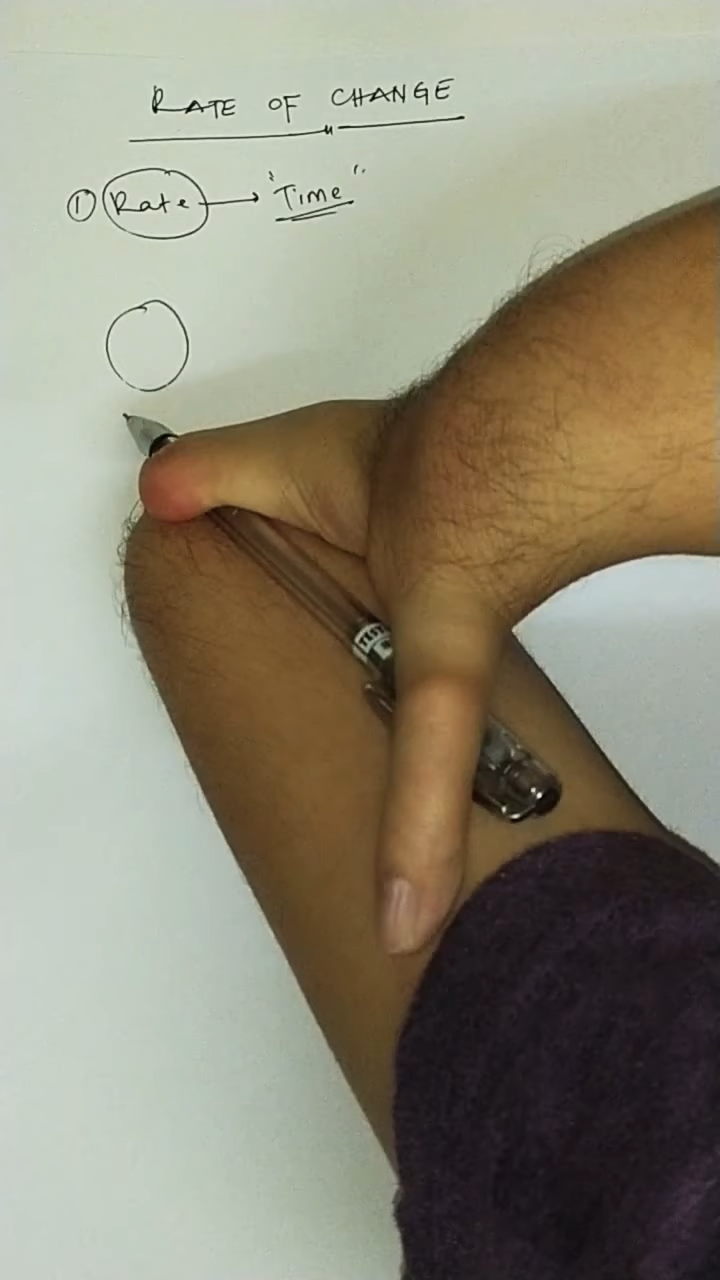 RATE OF CHANGE
① Rate → "Time"